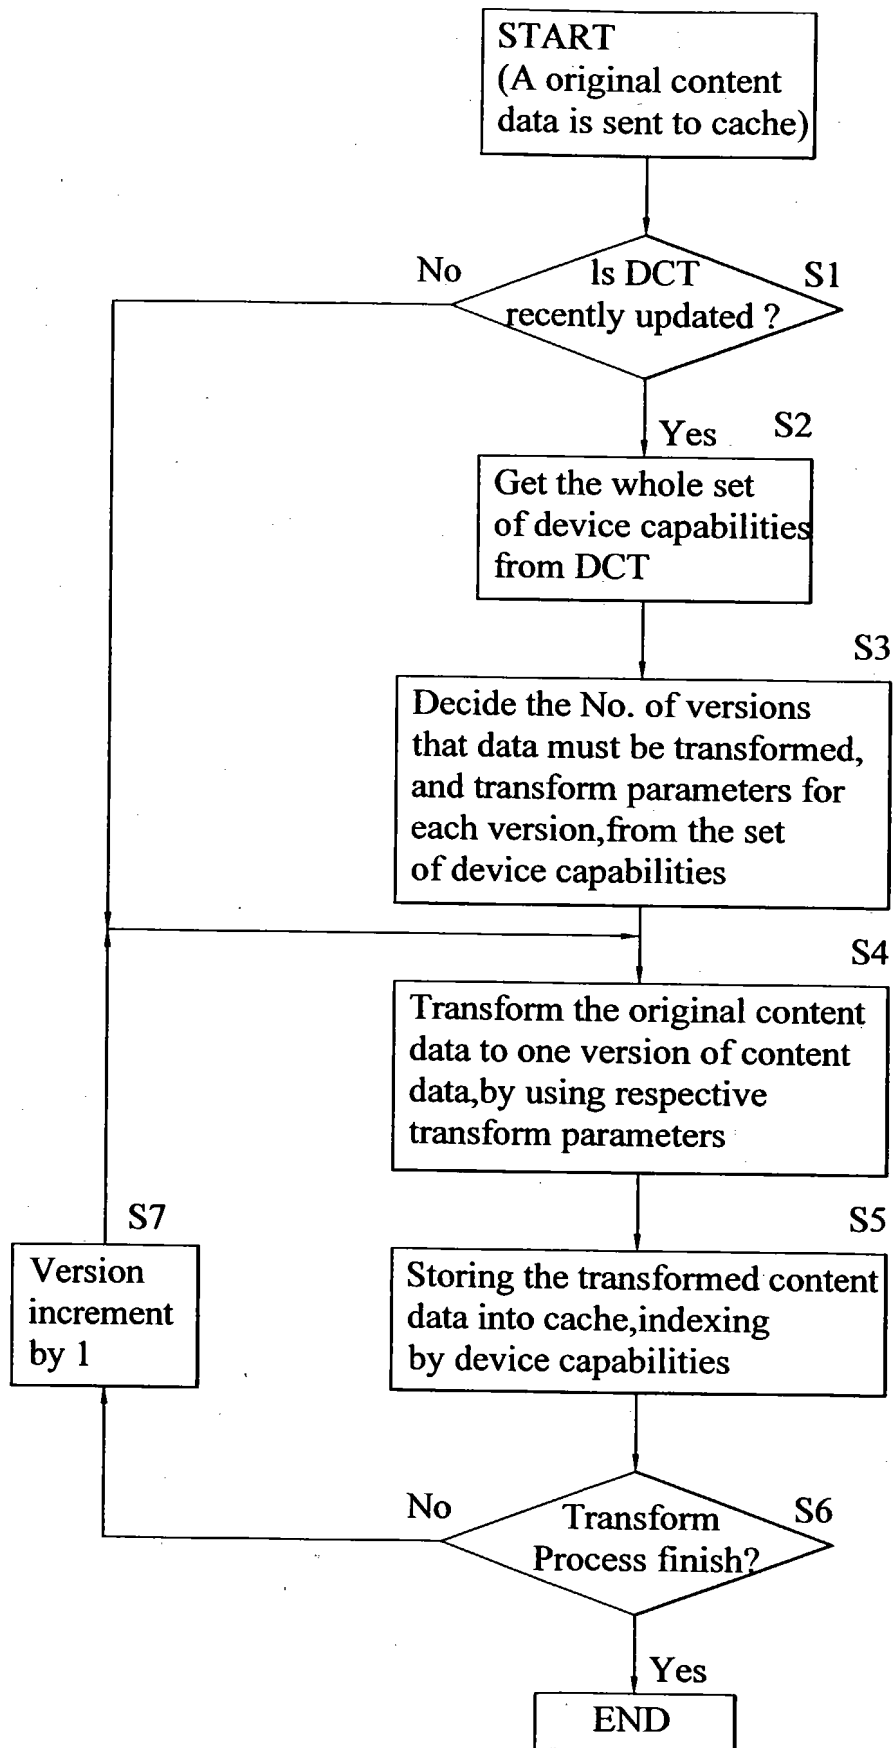 START
(A original content
data is sent to cache)
No
Is DCT
recently updated ?
S1
Yes
S2
Get the whole set
of device capabilities
from DCT
S3
Decide the No. of versions
that data must be transformed,
and transform parameters for
each version,from the set
of device capabilities
S4
Transform the original content
data to one version of content
data,by using respective
transform parameters
S7
Version
increment
by 1
S5
Storing the transformed content
data into cache,indexing
by device capabilities
No
Transform
Process finish?
S6
Yes
END